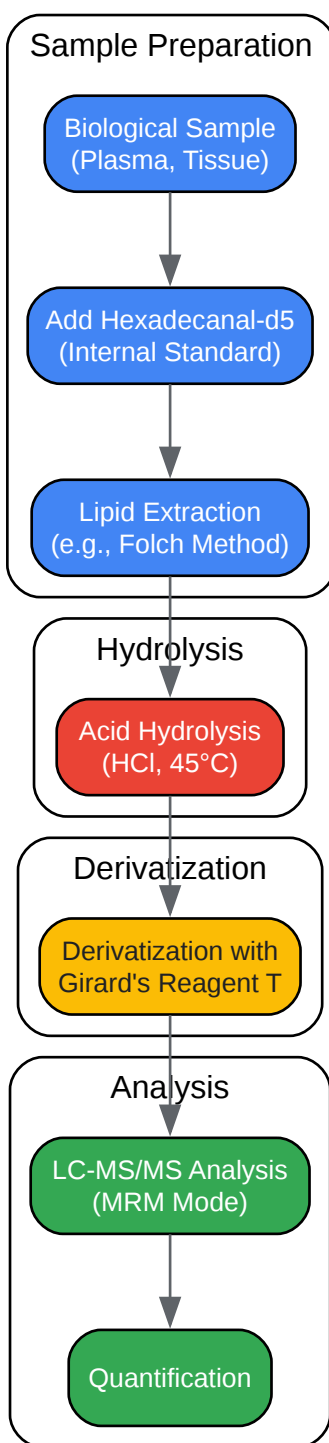 Sample Preparation
Biological Sample
(Plasma, Tissue)
Add Hexadecanal-d5
(Internal Standard)
Lipid Extraction
(e.g., Folch Method)
Hydrolysis
Acid Hydrolysis
(HCl, 45°C)
Derivatization
Derivatization with
Girard's Reagent T
Analysis
LC-MS/MS Analysis
(MRM Mode)
Quantification